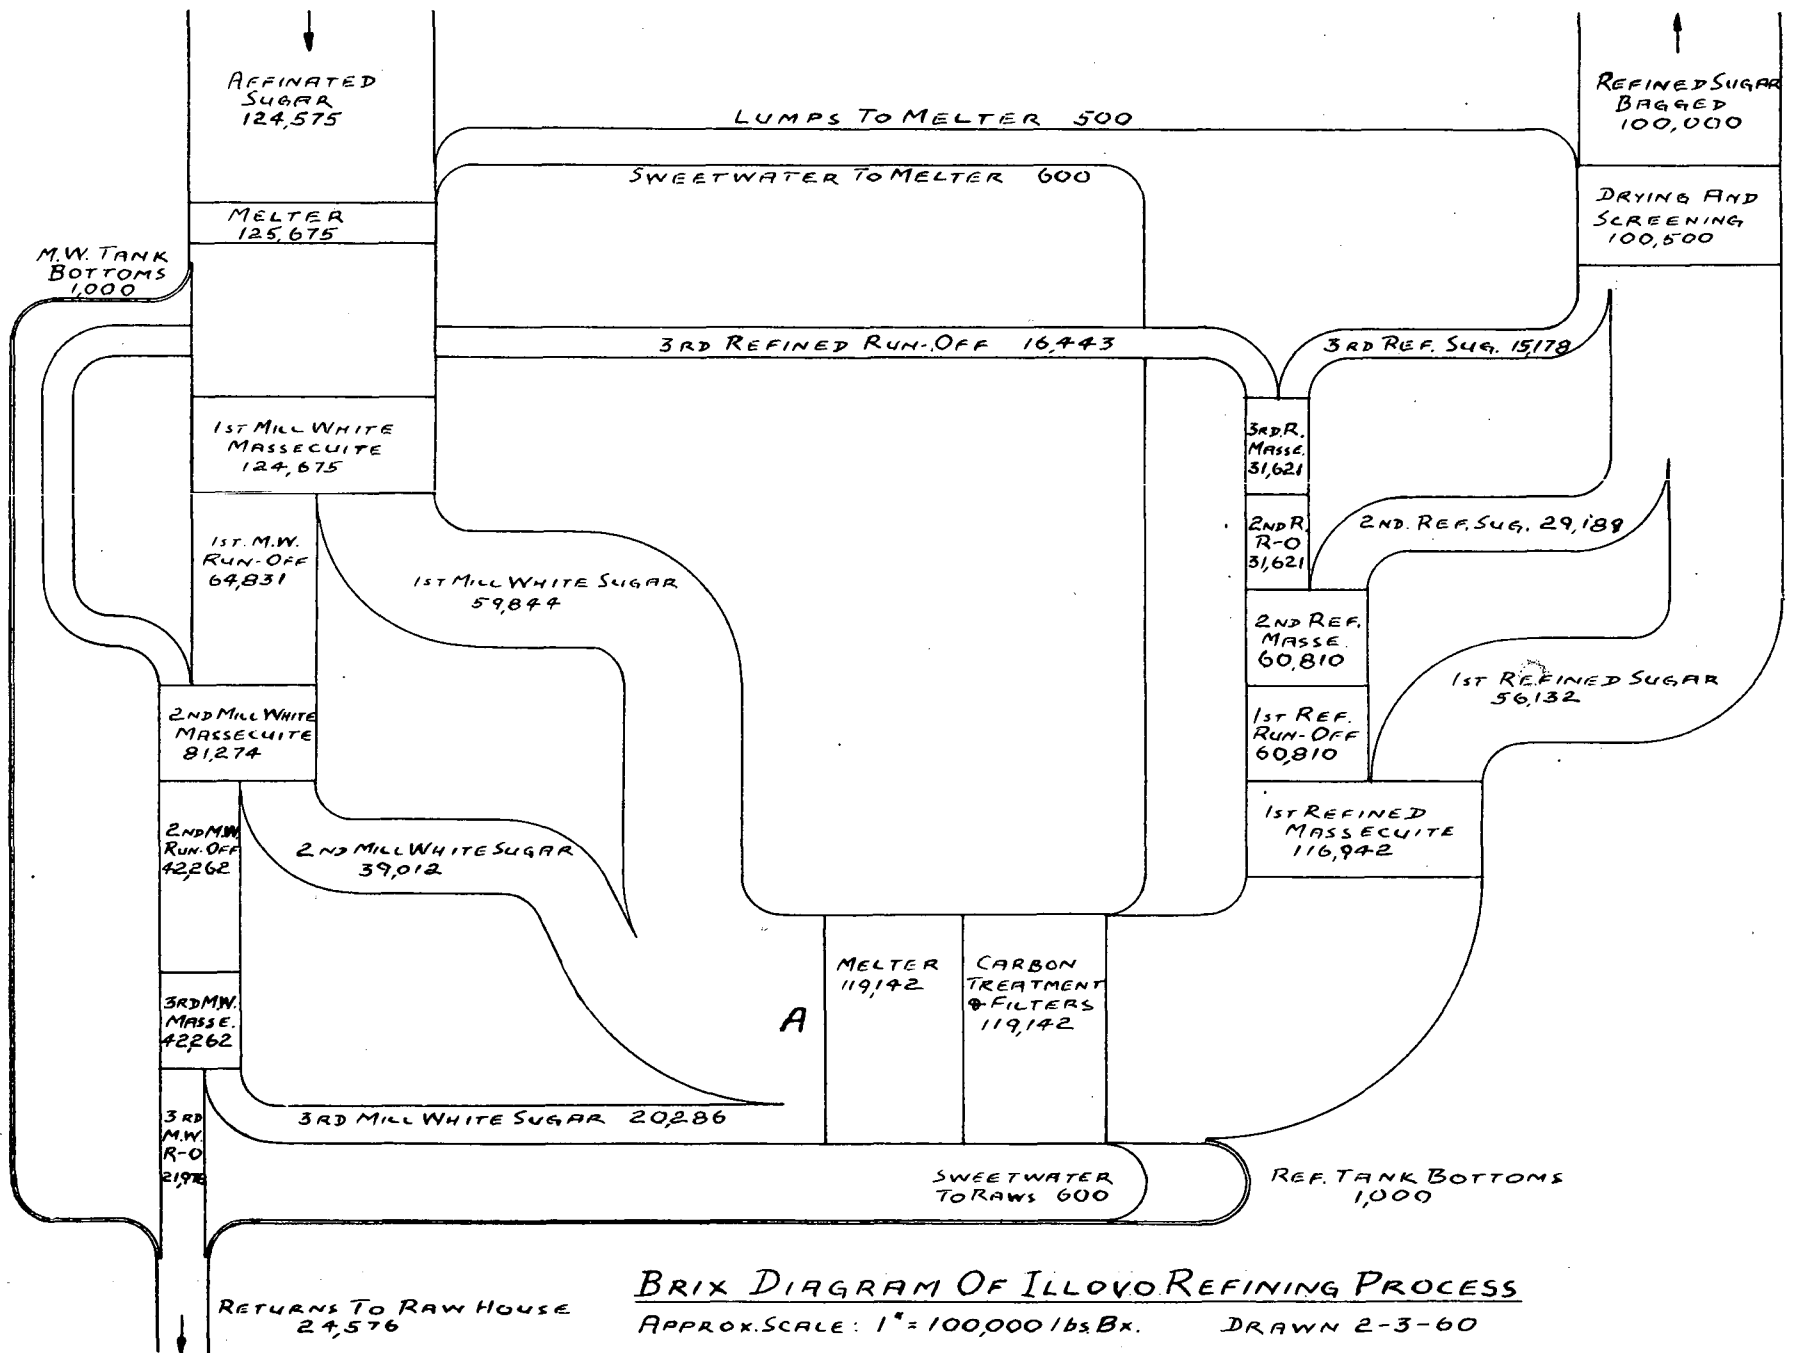 AFFINATED
SUGAR
124,575
REFINED SUGAR
BAGGED
100,000
LUMPS TO MELTER 500
SWEETWATER TO MELTER 600
DRYING AND
SCREENING
100,500
MELTER
125,675
M.W. TANK
BOTTOMS
1,000
3RD REFINED RUN-OFF 16,443
3RD REF. SUG. 15,178
1ST MILL WHITE
MASSECUITE
124,675
3RD. R.
MASSE.
31,621
2ND R.
R-O
31,621
2ND. REF. SUG. 29,189
1ST. M.W.
RUN-OFF
64,831
1ST MILL WHITE SUGAR
59,844
2ND REF.
MASSE.
60,810
1ST REFINED SUGAR
56,132
2ND MILL WHITE
MASSECUITE
81,274
1ST REF.
RUN-OFF
60,810
1ST REFINED
MASSECUITE
116,942
2ND M.W.
RUN-OFF
42,262
2ND MILL WHITE SUGAR
39,012
MELTER
119,142
CARBON
TREATMENT
& FILTERS
119,142
A
3RD M.W.
MASSE.
42,262
3RD
M.W.
R-O
3RD MILL WHITE SUGAR 20,286
SWEETWATER
TO RAWS 600
REF. TANK BOTTOMS
1,000
RETURNS TO RAW HOUSE
24,576
BRIX DIAGRAM OF ILLOVO REFINING PROCESS
APPROX. SCALE: 1" = 100,000 lbs. Bx. DRAWN 2-3-60